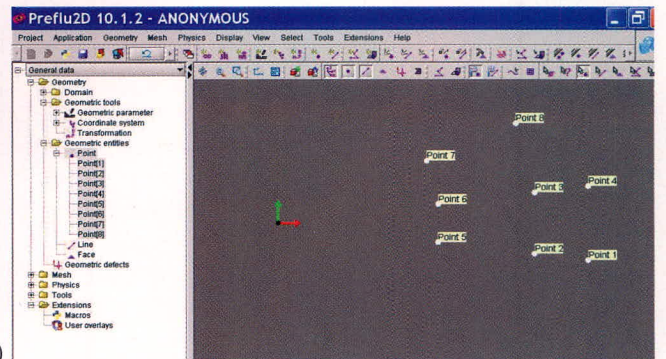 Preflu2D 10.1.2 - ANONYMOUS
Project Application Geometry Mesh Physics Display View Select Tools Extensions Help
General data
Geometry
Domain
Geometric tools
Geometric parameter
Coordinate system
Transformation
Geometric entities
Point
Point[1]
Point[2]
Point[3]
Point[4]
Point[5]
Point[6]
Point[7]
Point[8]
Line
Face
Geometric defects
Mesh
Physics
Tools
Extensions
Macros
User overlays
Point 8
Point 7
Point 4
Point 3
Point 6
Point 5
Point 2
Point 1